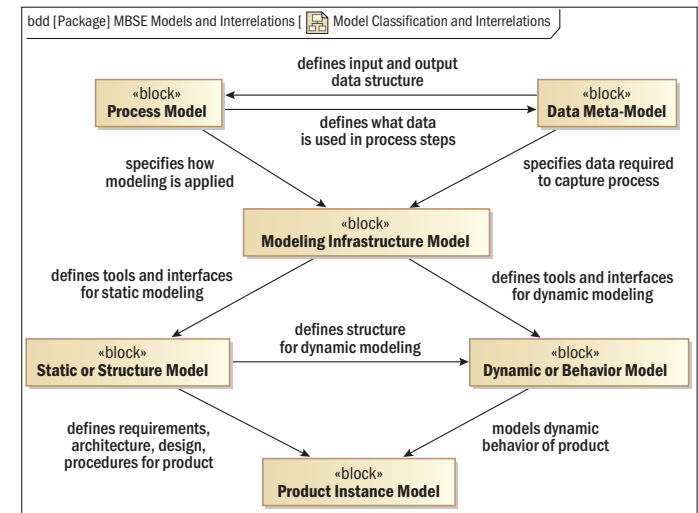 bdd [Package] MBSE Models and Interrelations [ Model Classification and Interrelations
defines input and output
data structure
«block»
Process Model
«block»
Data Meta-Model
defines what data
is used in process steps
specifies how
modeling is applied
specifies data required
to capture process
«block»
Modeling Infrastructure Model
defines tools and interfaces
for static modeling
defines tools and interfaces
for dynamic modeling
defines structure
for dynamic modeling
«block»
Static or Structure Model
«block»
Dynamic or Behavior Model
defines requirements,
architecture, design,
procedures for product
models dynamic
behavior of product
«block»
Product Instance Model